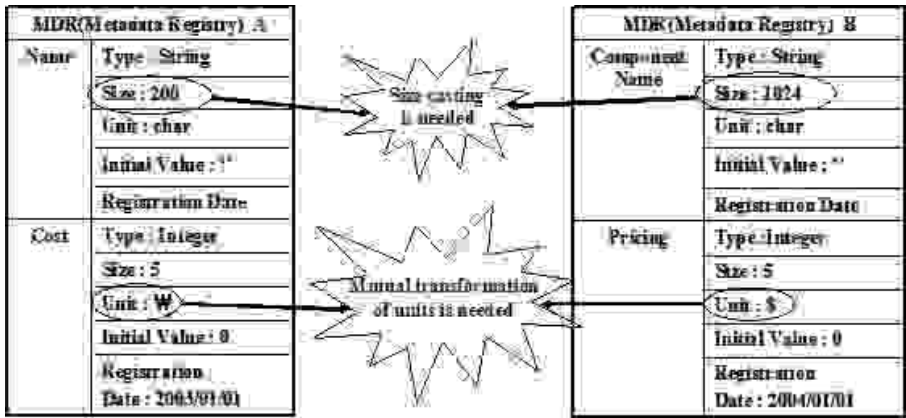 MDR(Metadata Registry) A
Name
Type : String
Size : 200
Unit : char
Initial Value : ''
Registration Date
Cost
Type : Integer
Size : 5
Unit : ₩
Initial Value : 0
Registration
Date : 2003/01/01
Size casting
is needed
Manual transformation
of units is needed
MDR(Metadata Registry) B
Component
Name
Type : String
Size : 1024
Unit : char
Initial Value : ''
Registration Date
Pricing
Type : Integer
Size : 5
Unit : $
Initial Value : 0
Registration
Date : 2004/01/01